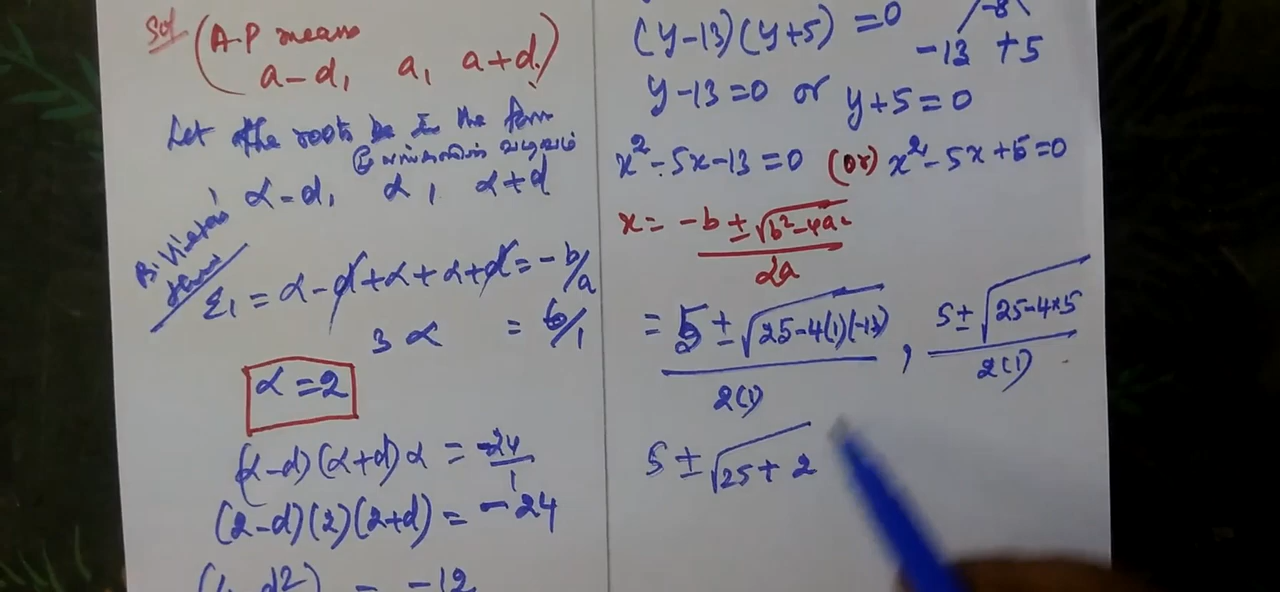 Sol (A.P means
a-d, a, a+d.)
Let the roots be in the form
வடிவம்
α-d, α, α+d
Σ₁ = α-d+α+α+d = -b/a
3α = 6/1
α = 2
(α-d)(α+d)α = -24/1
(2-d)(2)(2+d) = -24
-12
(y-13)(y+5) = 0
-8
-13 +5
y-13=0 or y+5=0
x²-5x-13=0 (or) x²-5x+5=0
x = -b ± √b²-4ac / 2a
= 5 ± √25-4(1)(-13) / 2(1) , 5 ± √25-4×5 / 2(1)
5 ± √25+2